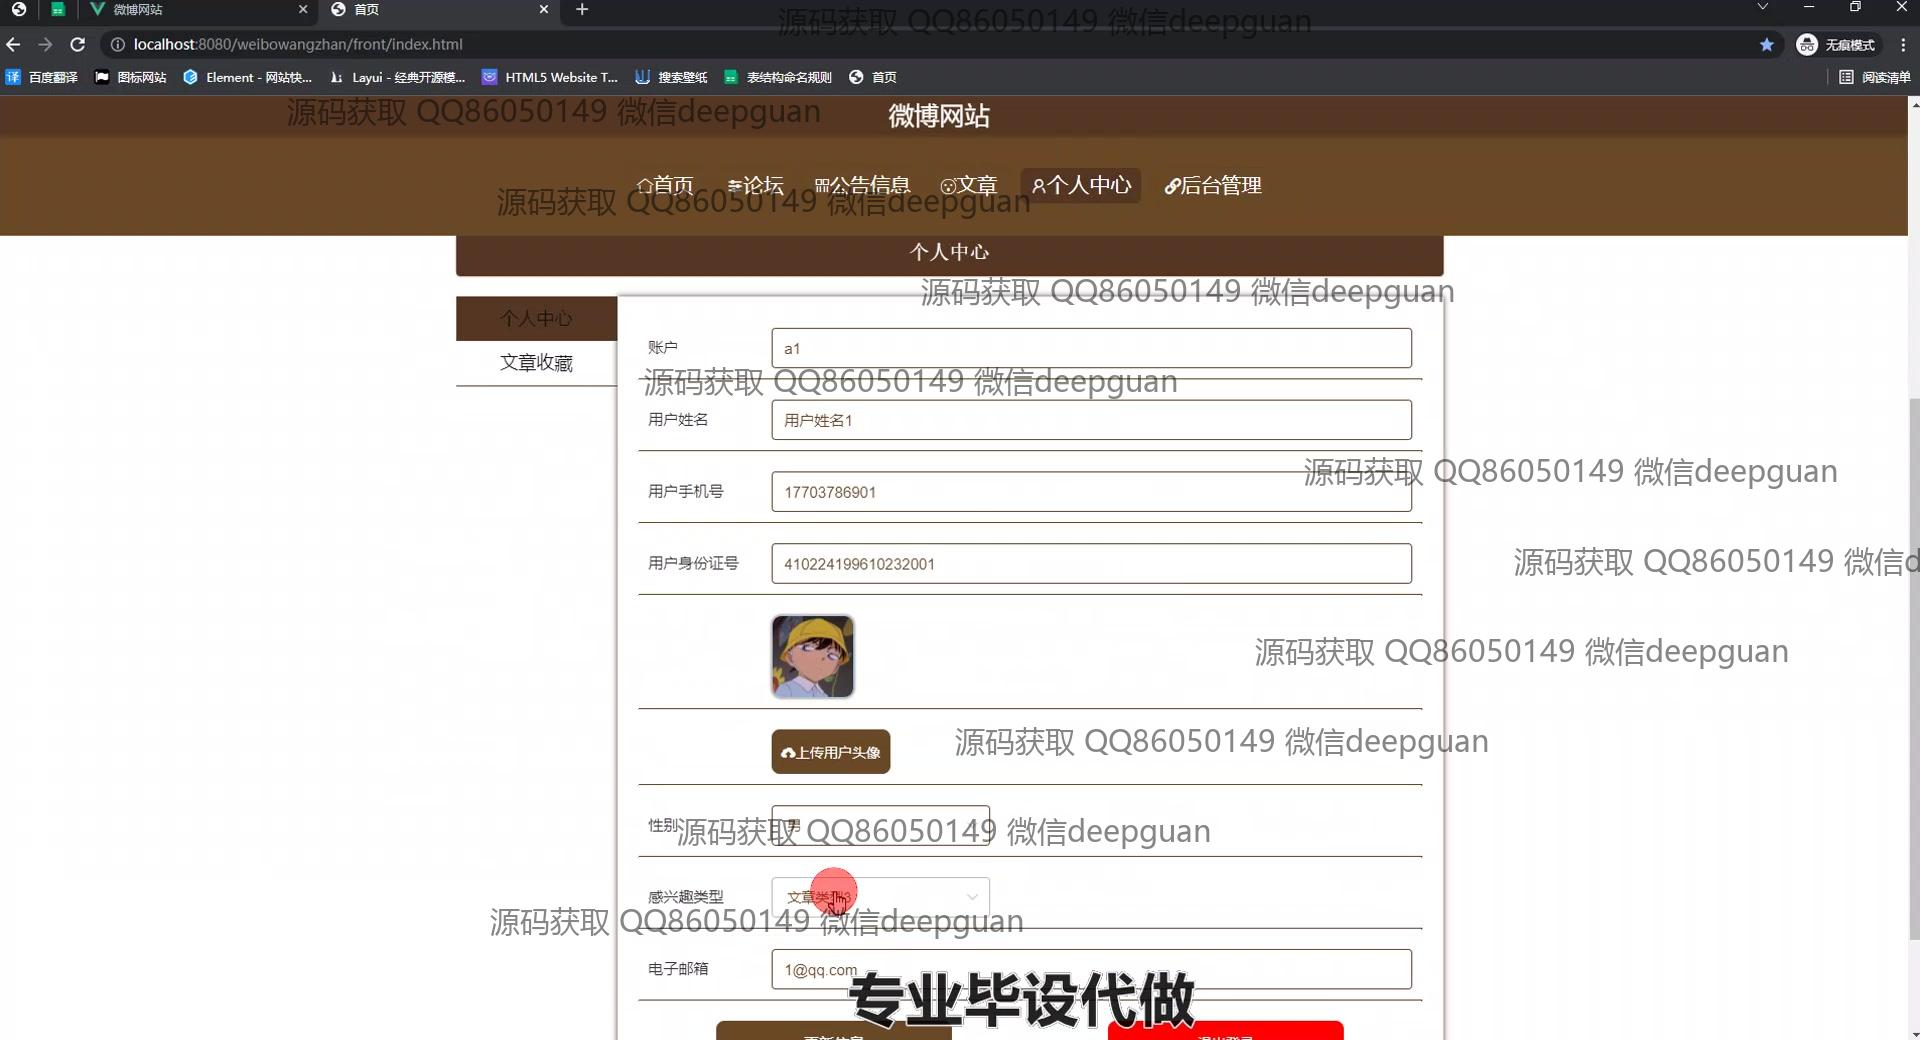 微博网站
首页
源码获取 QQ86050149 微信deepguan
localhost:8080/weibowangzhan/front/index.html
无痕模式
百度翻译
图标网站
Element - 网站快...
Layui - 经典开源模...
HTML5 Website T...
搜索壁纸
表结构命名规则
首页
阅读清单
源码获取 QQ86050149 微信deepguan
微博网站
首页
论坛
公告信息
文章
个人中心
后台管理
源码获取 QQ86050149 微信deepguan
个人中心
源码获取 QQ86050149 微信deepguan
个人中心
文章收藏
账户
a1
源码获取 QQ86050149 微信deepguan
用户姓名
用户姓名1
源码获取 QQ86050149 微信deepguan
用户手机号
17703786901
用户身份证号
410224199610232001
源码获取 QQ86050149 微信d
源码获取 QQ86050149 微信deepguan
上传用户头像
源码获取 QQ86050149 微信deepguan
性别
男
源码获取 QQ86050149 微信deepguan
感兴趣类型
文章类型3
源码获取 QQ86050149 微信deepguan
电子邮箱
1@qq.com
专业毕设代做